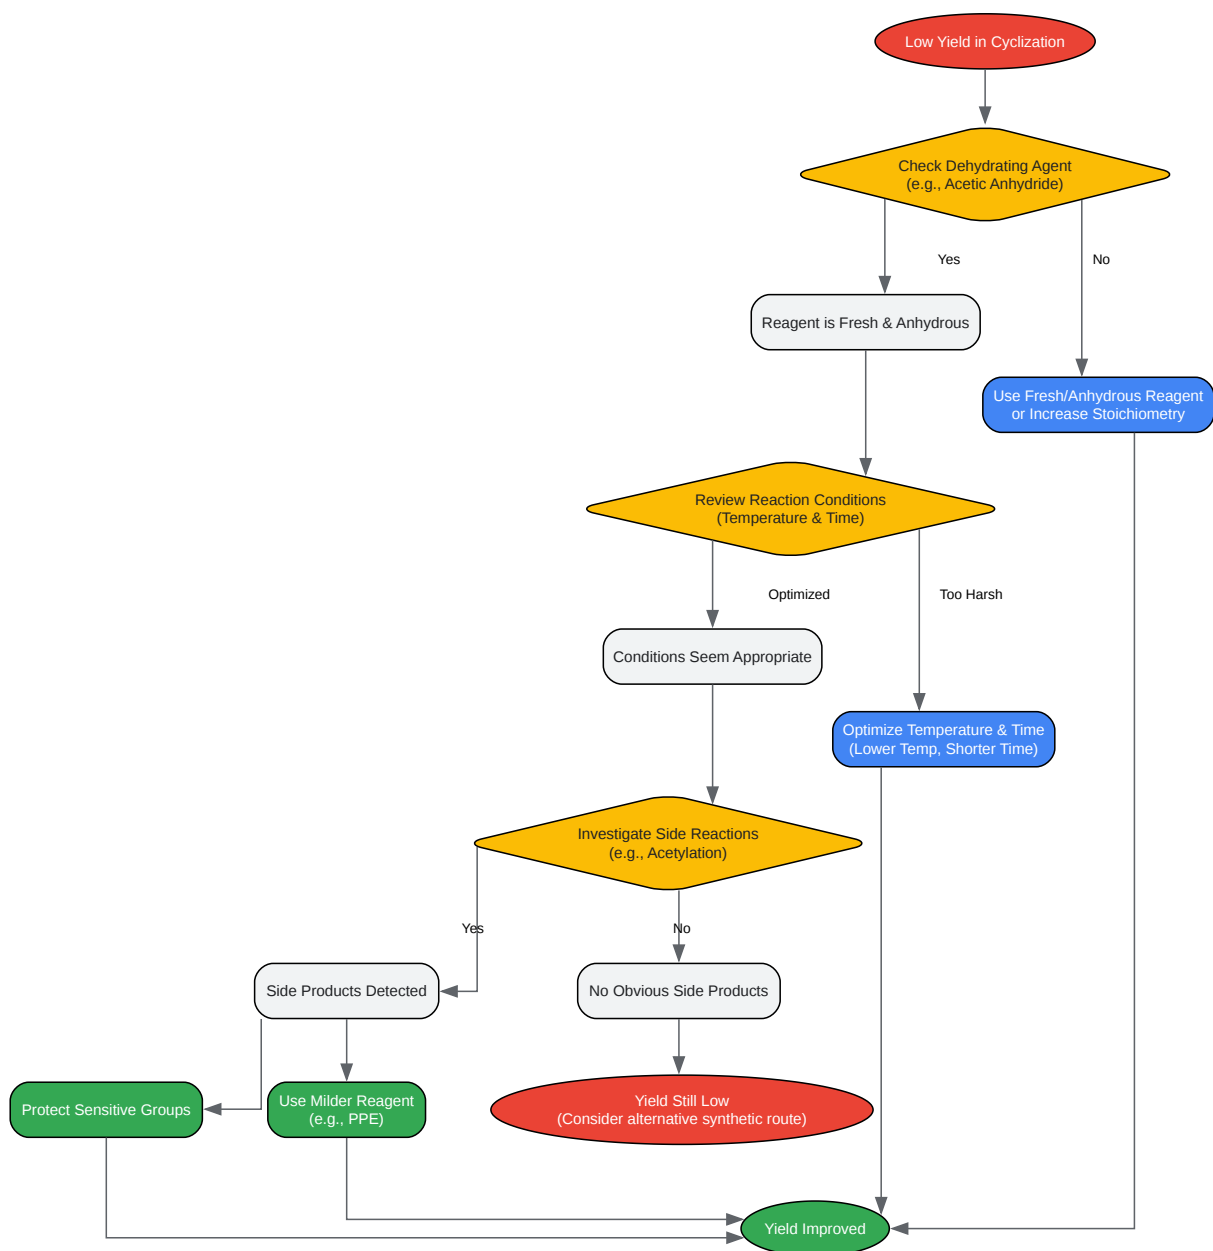 Low Yield in Cyclization
Check Dehydrating Agent
(e.g., Acetic Anhydride)
Yes
No
Reagent is Fresh & Anhydrous
Use Fresh/Anhydrous Reagent
or Increase Stoichiometry
Review Reaction Conditions
(Temperature & Time)
Optimized
Too Harsh
Conditions Seem Appropriate
Optimize Temperature & Time
(Lower Temp, Shorter Time)
Investigate Side Reactions
(e.g., Acetylation)
Yes
No
Side Products Detected
No Obvious Side Products
Protect Sensitive Groups
Use Milder Reagent
(e.g., PPE)
Yield Still Low
(Consider alternative synthetic route)
Yield Improved